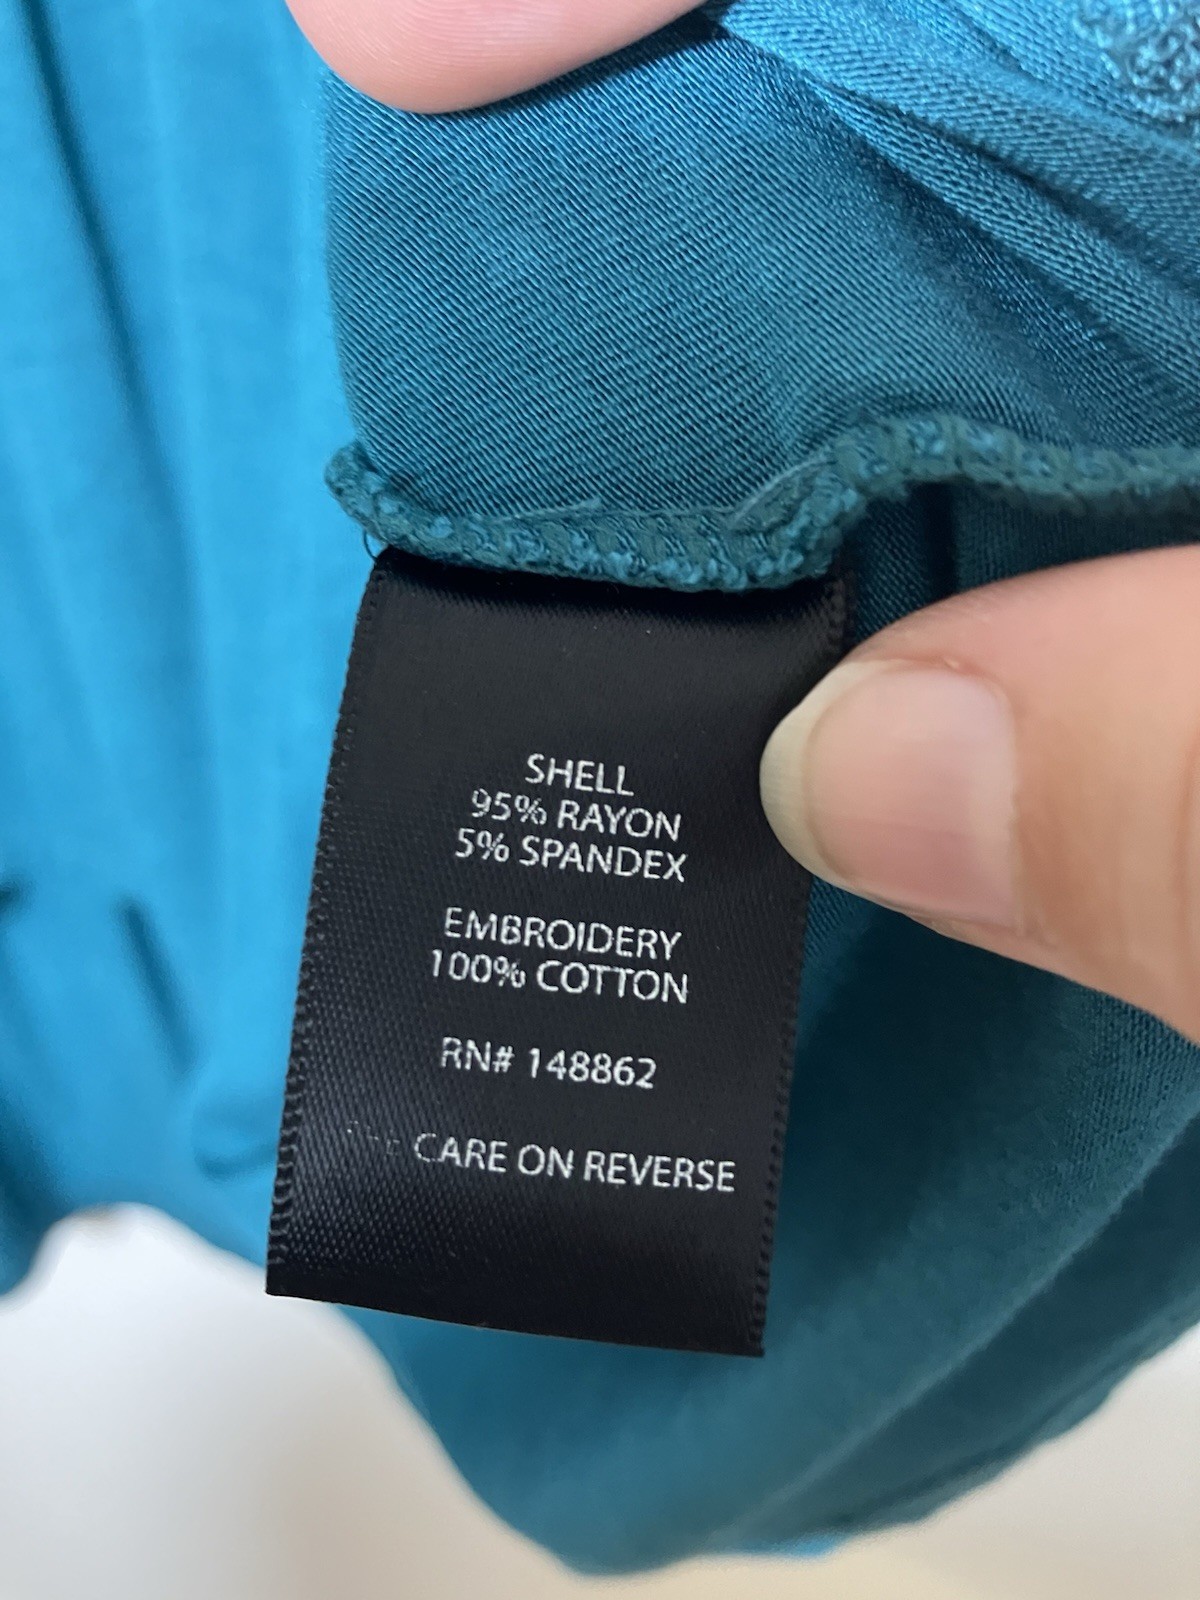 SHELL
95% RAYON
5% SPANDEX
EMBROIDERY
100% COTTON
RN# 148862
CARE ON REVERSE